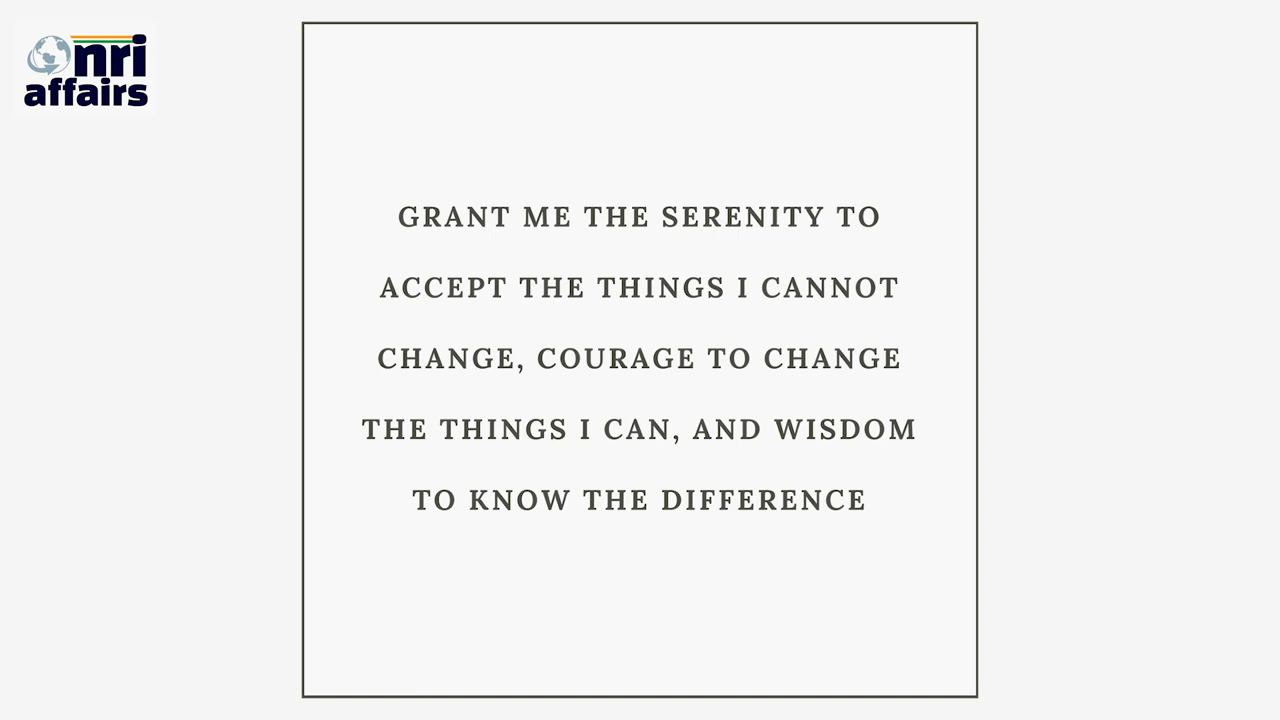 nri
affairs
GRANT ME THE SERENITY TO
ACCEPT THE THINGS I CANNOT
CHANGE, COURAGE TO CHANGE
THE THINGS I CAN, AND WISDOM
TO KNOW THE DIFFERENCE